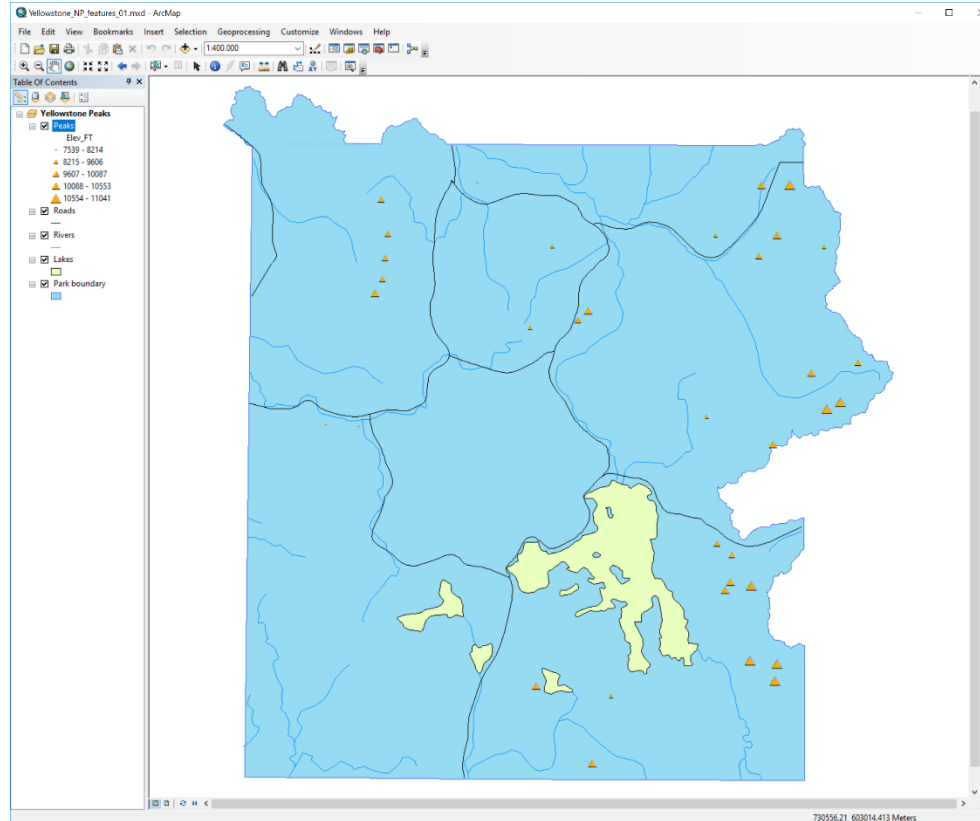 Yellowstone_NP_features_01.mxd - ArcMap
File Edit View Bookmarks Insert Selection Geoprocessing Customize Windows Help
1:400.000
Table Of Contents
Yellowstone Peaks
Peaks
Elev_FT
7539 - 8214
8215 - 9606
9607 - 10087
10088 - 10553
10554 - 11041
Roads
Rivers
Lakes
Park boundary
730556,21 603014,413 Meters